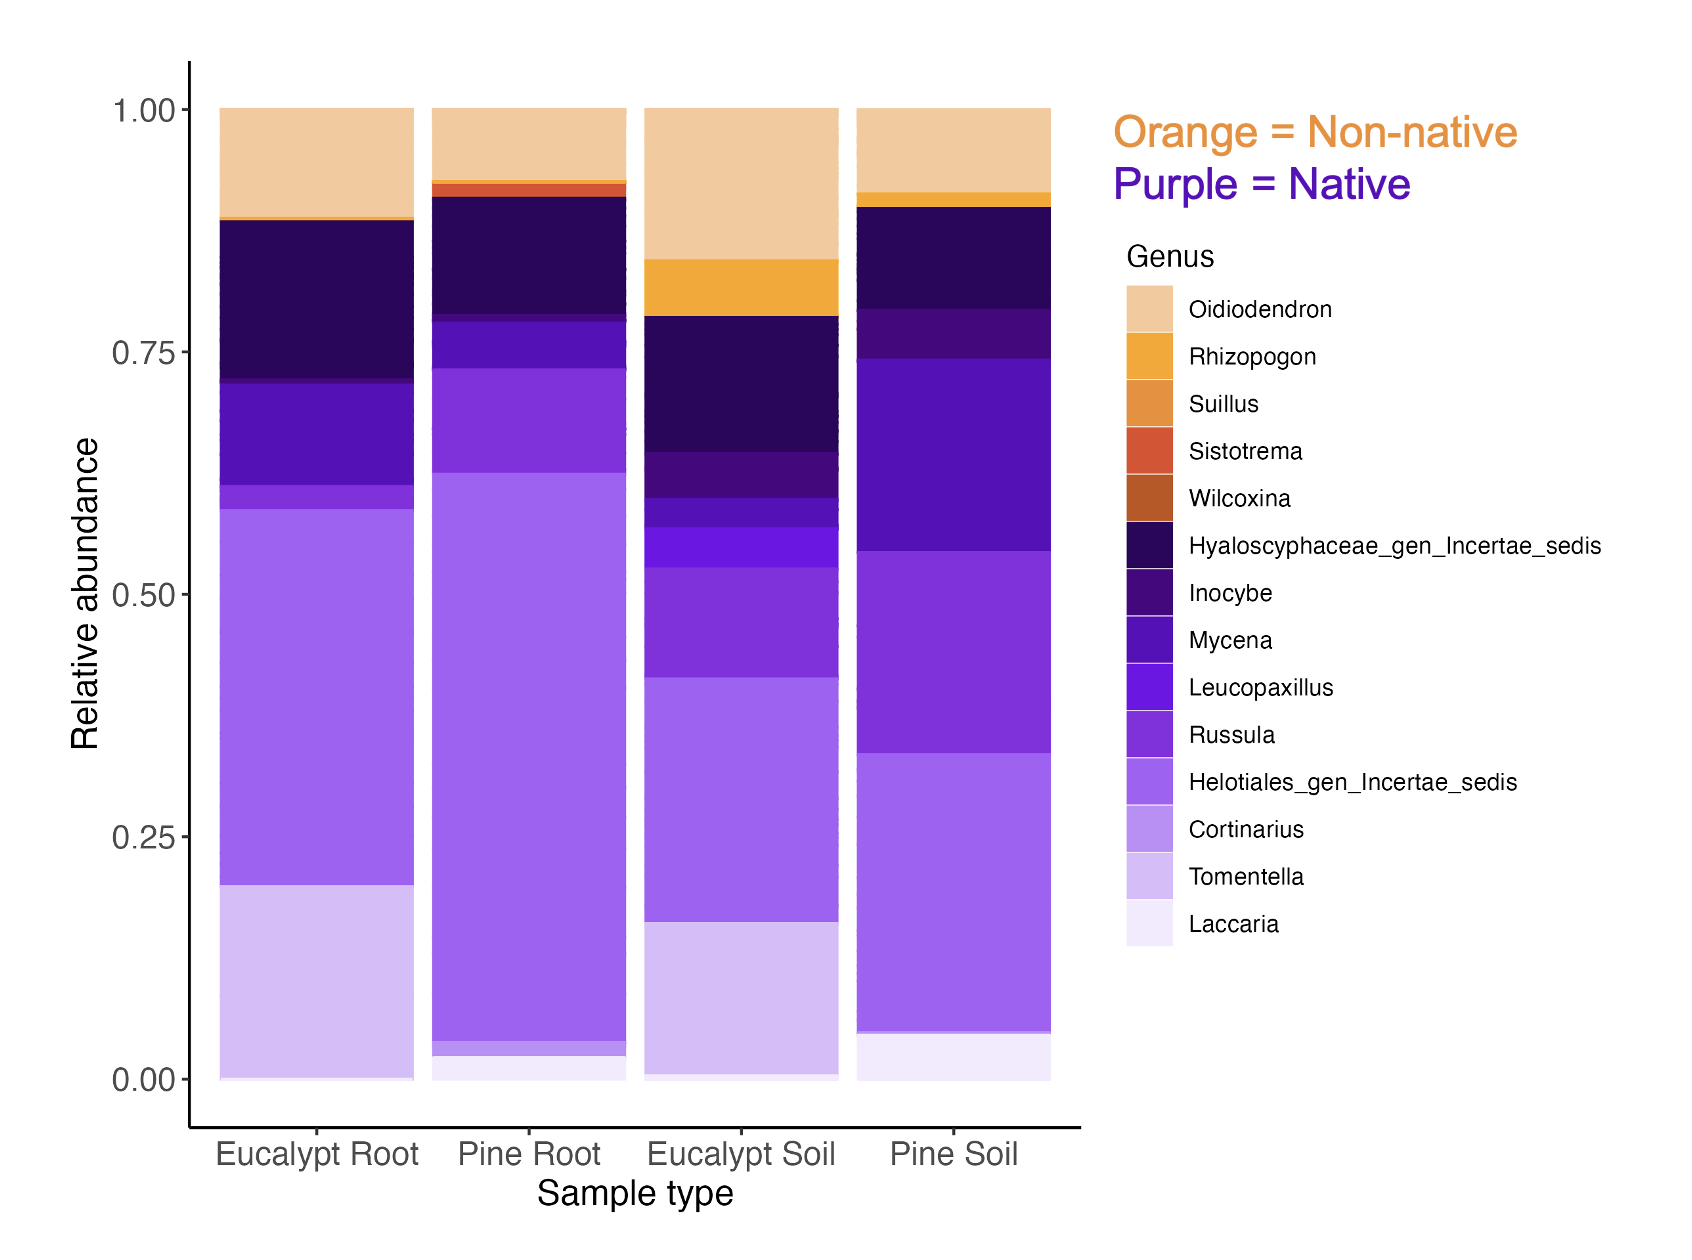 Orange = Non-native
Purple = Native
Genus
Oidiodendron
Rhizopogon
Suillus
Sistotrema
Wilcoxina
Hyaloscyphaceae_gen_Incertae_sedis
Inocybe
Mycena
Leucopaxillus
Russula
Helotiales_gen_Incertae_sedis
Cortinarius
Tomentella
Laccaria
Relative abundance
1.00
0.75
0.50
0.25
0.00
Eucalypt Root
Pine Root
Eucalypt Soil
Pine Soil
Sample type